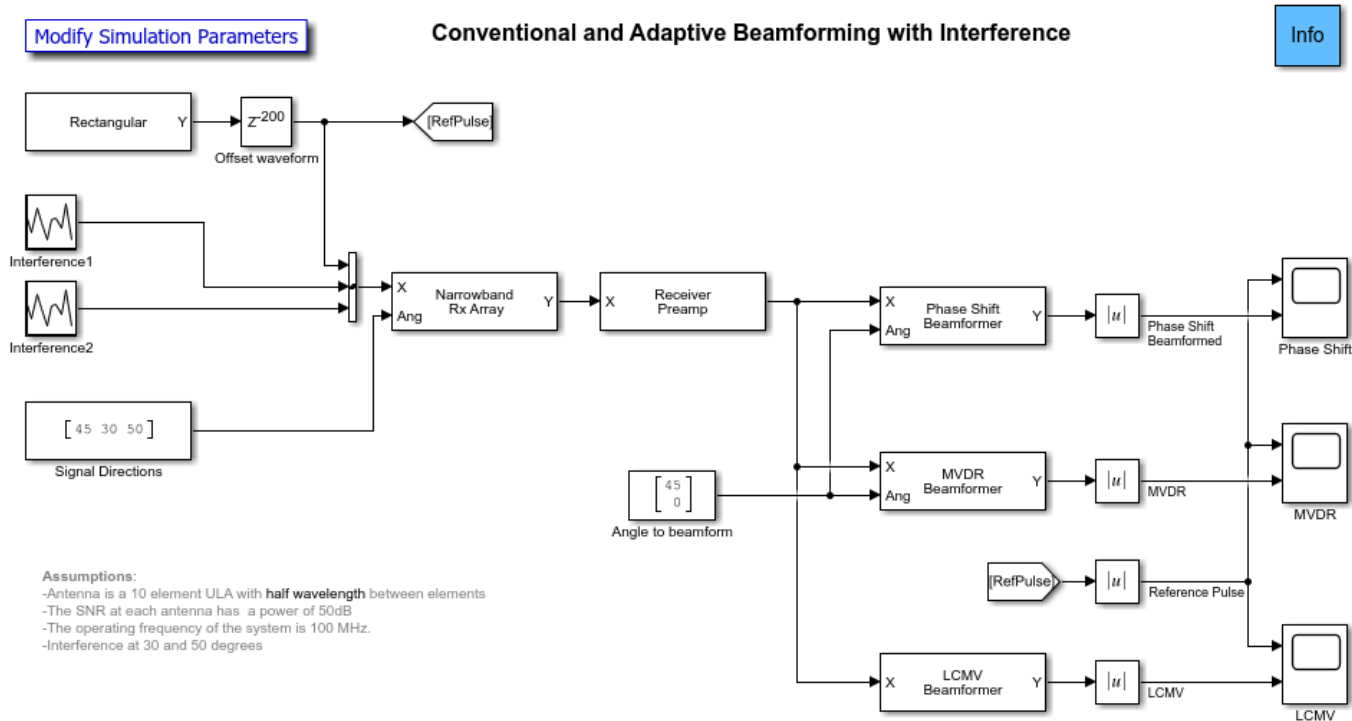 Modify Simulation Parameters
Conventional and Adaptive Beamforming with Interference
Info
Rectangular
Y
Z-200
Offset waveform
[RefPulse]
Interference1
Interference2
[45 30 50]
Signal Directions
X
Ang
Narrowband
Rx Array
Y
X
Receiver
Preamp
X
Ang
Phase Shift
Beamformer
Y
|u|
Phase Shift
Beamformed
Phase Shift
45
0
Angle to beamform
X
Ang
MVDR
Beamformer
Y
|u|
MVDR
MVDR
[RefPulse]
|u|
Reference Pulse
X
LCMV
Beamformer
Y
|u|
LCMV
LCMV
Assumptions:
-Antenna is a 10 element ULA with half wavelength between elements
-The SNR at each antenna has a power of 50dB
-The operating frequency of the system is 100 MHz.
-Interference at 30 and 50 degrees